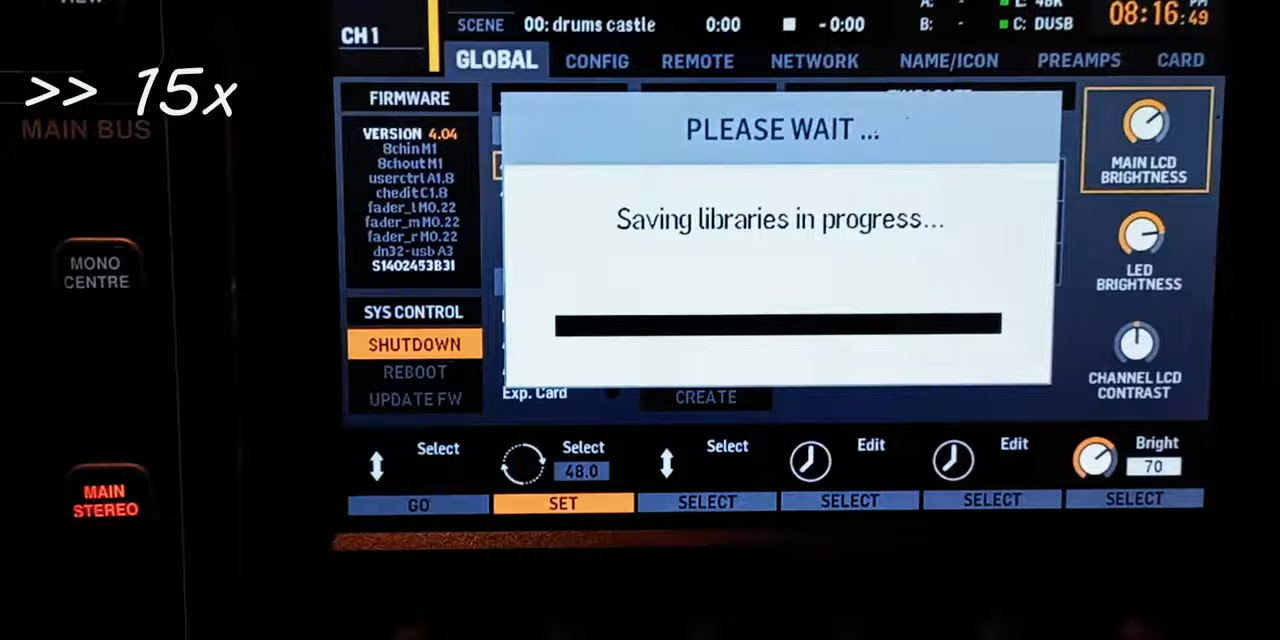 CH1
SCENE 00: drums castle 0:00 - 0:00
B: - C: DUSB
08:16:49
GLOBAL CONFIG REMOTE NETWORK NAME/ICON PREAMPS CARD
>> 15x
MAIN BUS
FIRMWARE
VERSION 4.04
8chin M1
8chout M1
userctrl A1.8
chedit C1.8
fader_l M0.22
fader_m M0.22
fader_r M0.22
dn32-usb A3
S1402453B3I
SYS CONTROL
SHUTDOWN
REBOOT
UPDATE FW
PLEASE WAIT ...
Saving libraries in progress...
Exp. Card
CREATE
MAIN LCD
BRIGHTNESS
LED
BRIGHTNESS
CHANNEL LCD
CONTRAST
MONO
CENTRE
MAIN
STEREO
Select Select Select Edit Edit Bright
48.0 70
GO SET SELECT SELECT SELECT SELECT